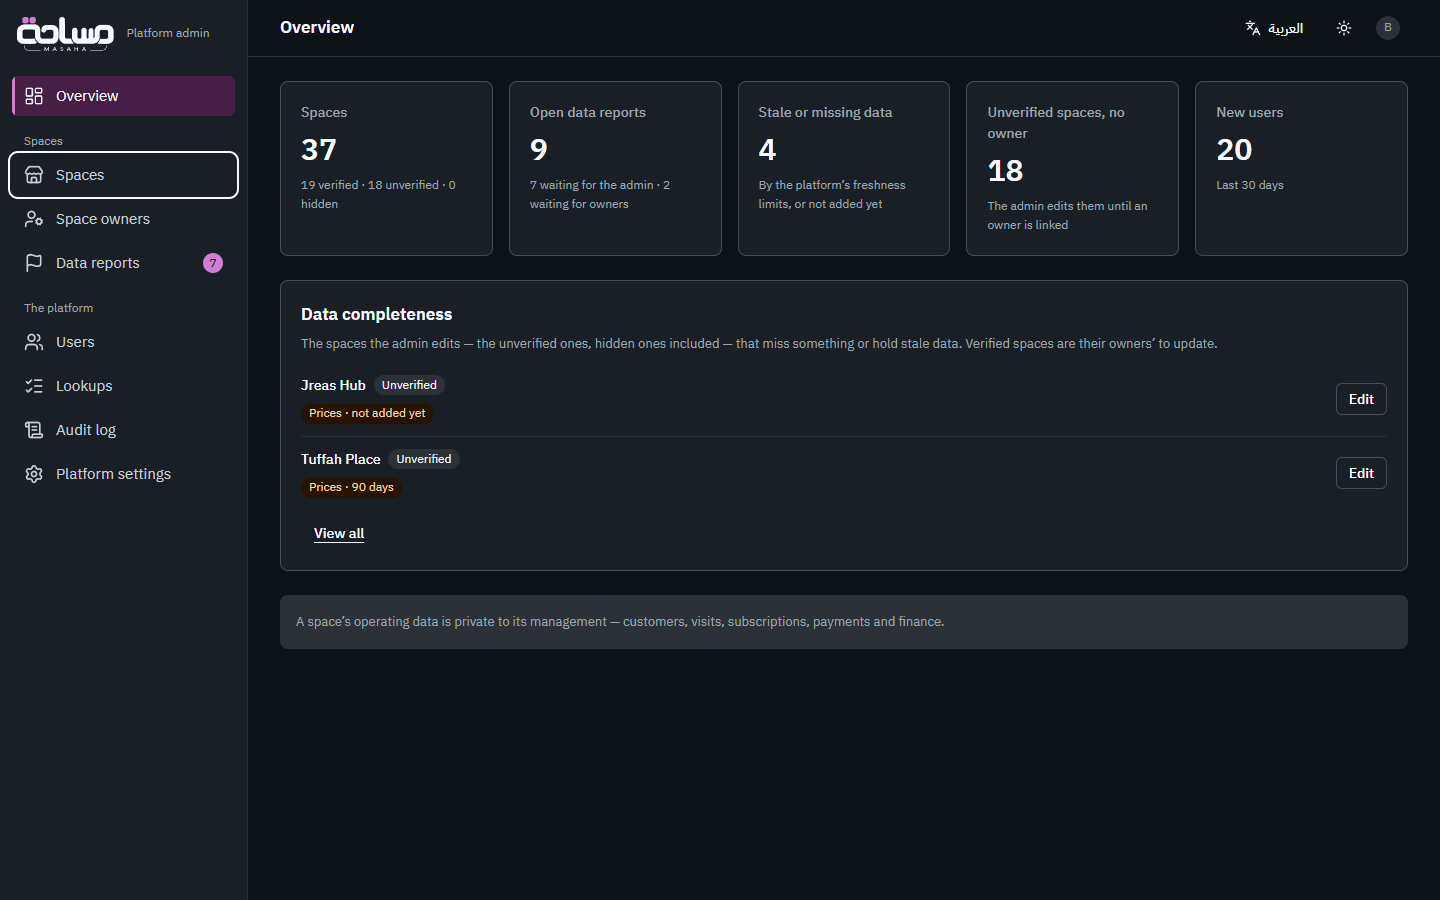 مساحة
MASAHA
Platform admin
Overview
Spaces
Spaces
Space owners
Data reports
7
The platform
Users
Lookups
Audit log
Platform settings
Overview
العربية
B
Spaces
37
19 verified · 18 unverified · 0
hidden
Open data reports
9
7 waiting for the admin · 2
waiting for owners
Stale or missing data
4
By the platform’s freshness
limits, or not added yet
Unverified spaces, no
owner
18
The admin edits them until an
owner is linked
New users
20
Last 30 days
Data completeness
The spaces the admin edits — the unverified ones, hidden ones included — that miss something or hold stale data. Verified spaces are their owners’ to update.
Jreas Hub Unverified
Prices · not added yet
Edit
Tuffah Place Unverified
Prices · 90 days
Edit
View all
A space’s operating data is private to its management — customers, visits, subscriptions, payments and finance.